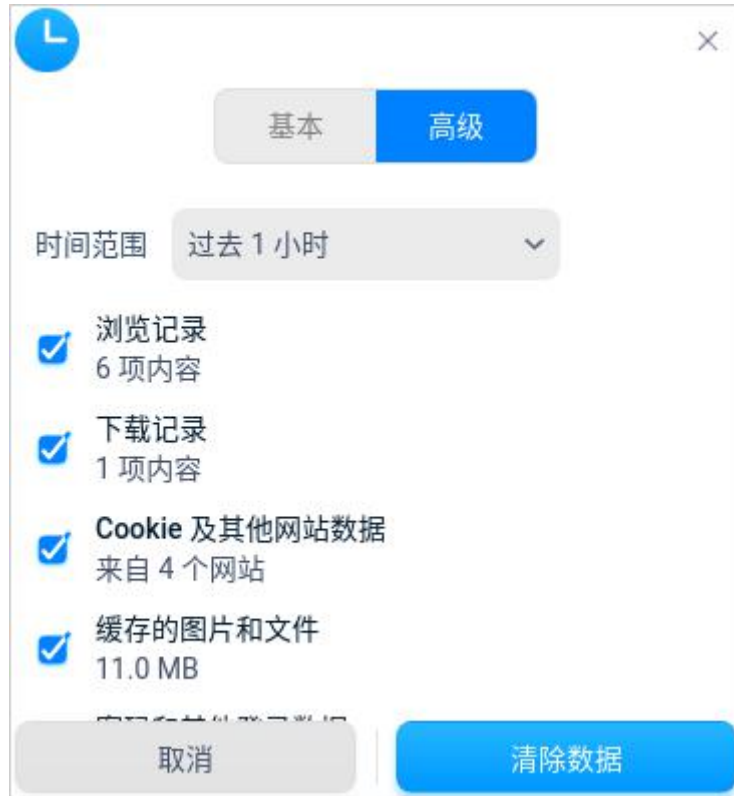 基本
高级
时间范围
过去 1 小时
浏览记录
6 项内容
下载记录
1 项内容
Cookie 及其他网站数据
来自 4 个网站
缓存的图片和文件
11.0 MB
取消
清除数据